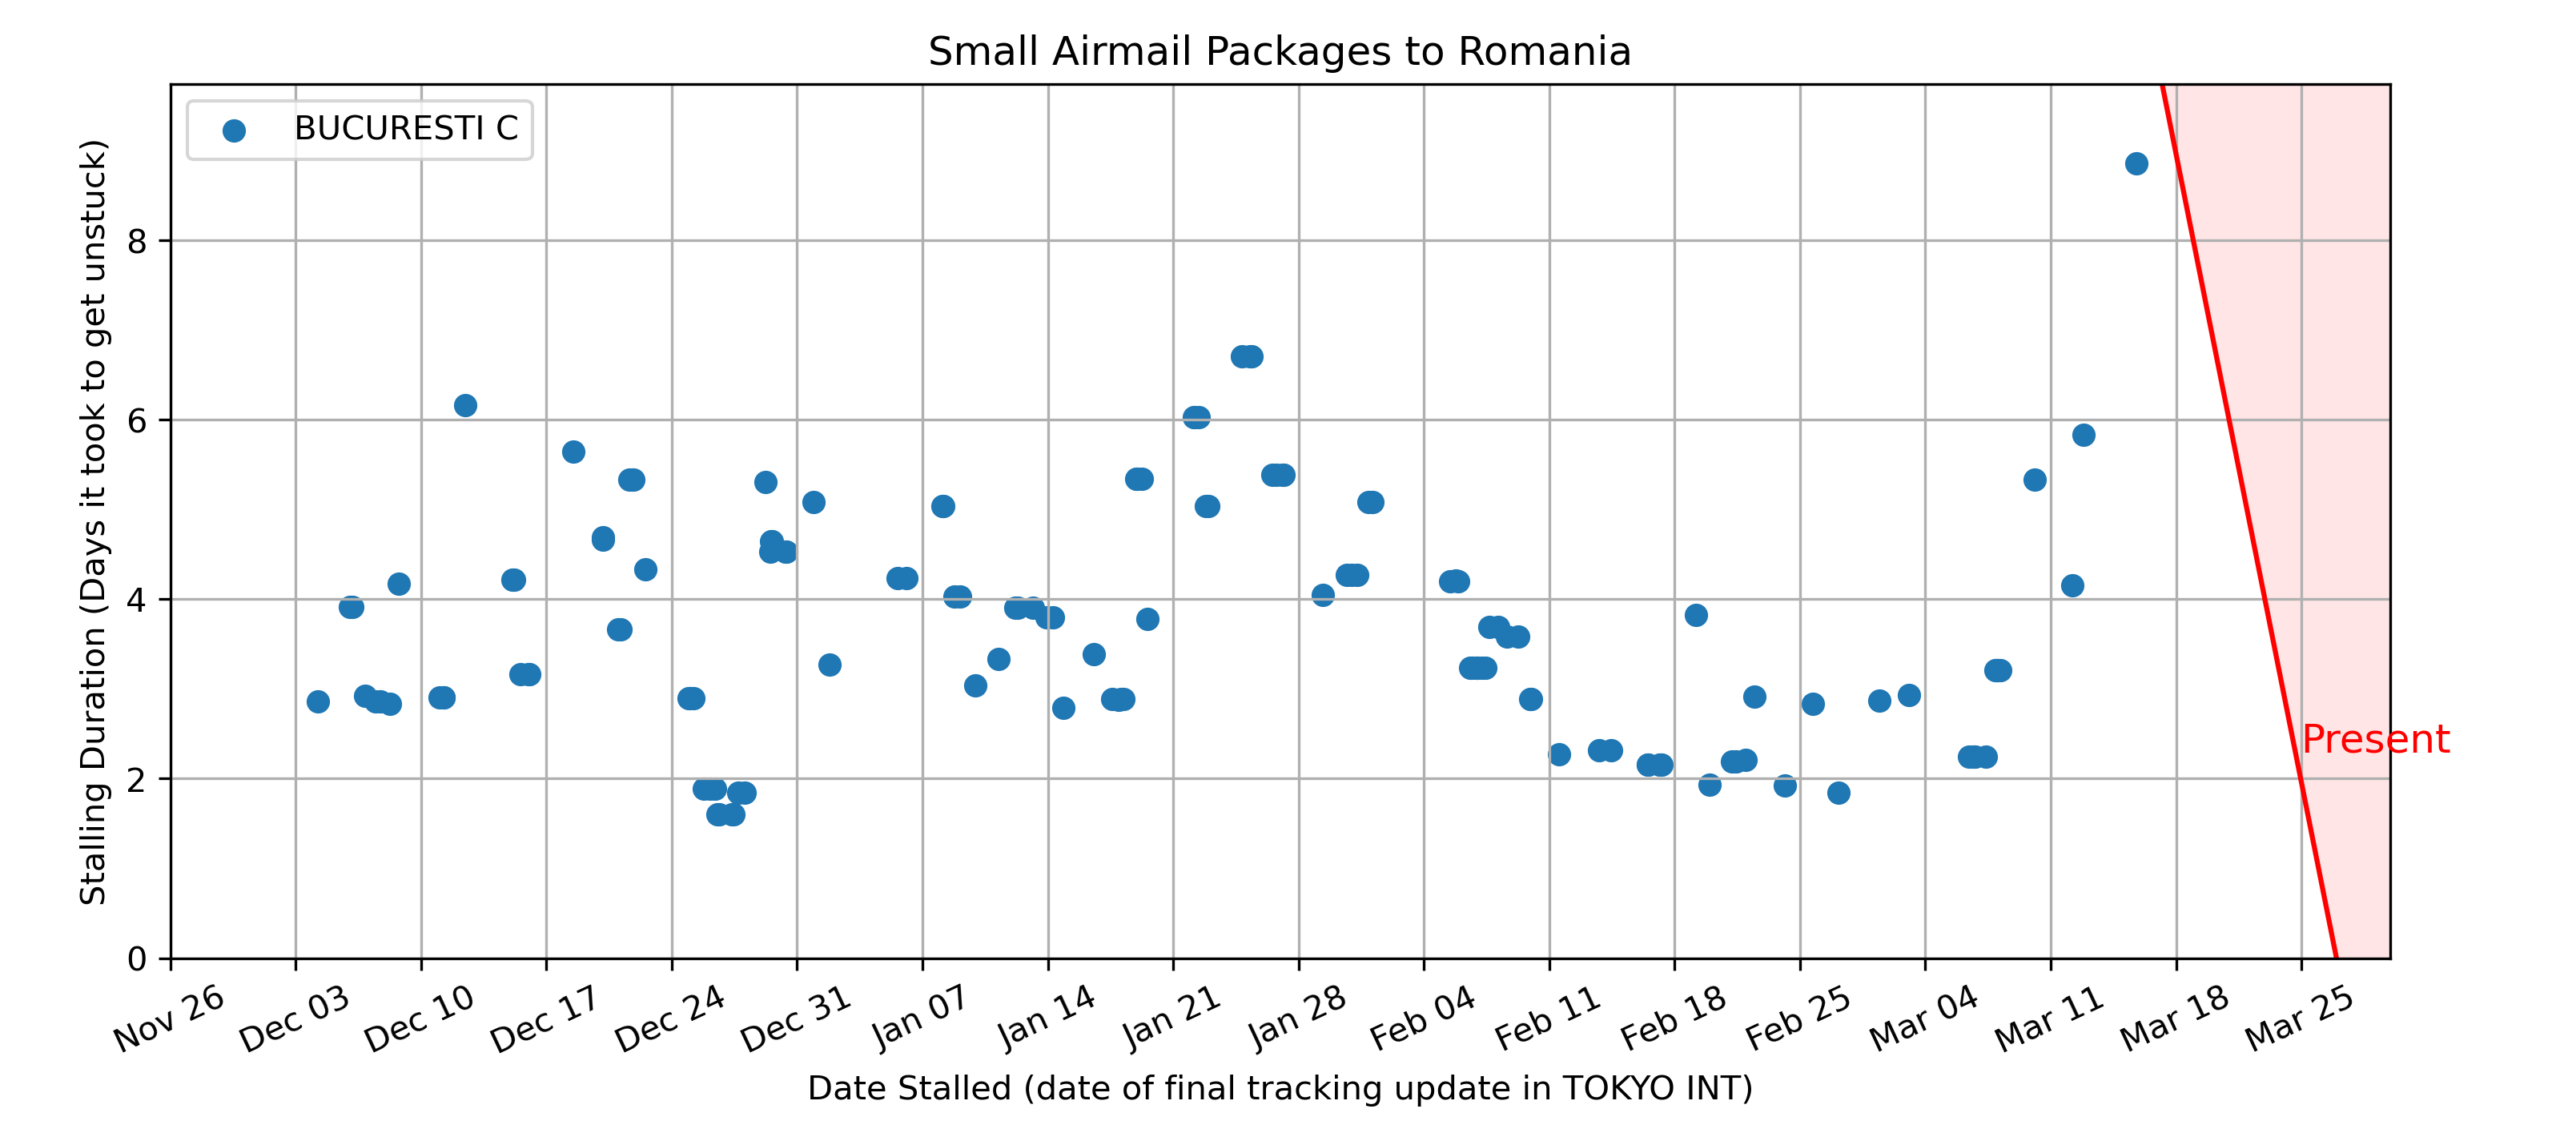 Small Airmail Packages to Romania
BUCURESTI C
Stalling Duration (Days it took to get unstuck)
8
6
4
2
0
Present
Nov 26
Dec 03
Dec 10
Dec 17
Dec 24
Dec 31
Jan 07
Jan 14
Jan 21
Jan 28
Feb 04
Feb 11
Feb 18
Feb 25
Mar 04
Mar 11
Mar 18
Mar 25
Date Stalled (date of final tracking update in TOKYO INT)